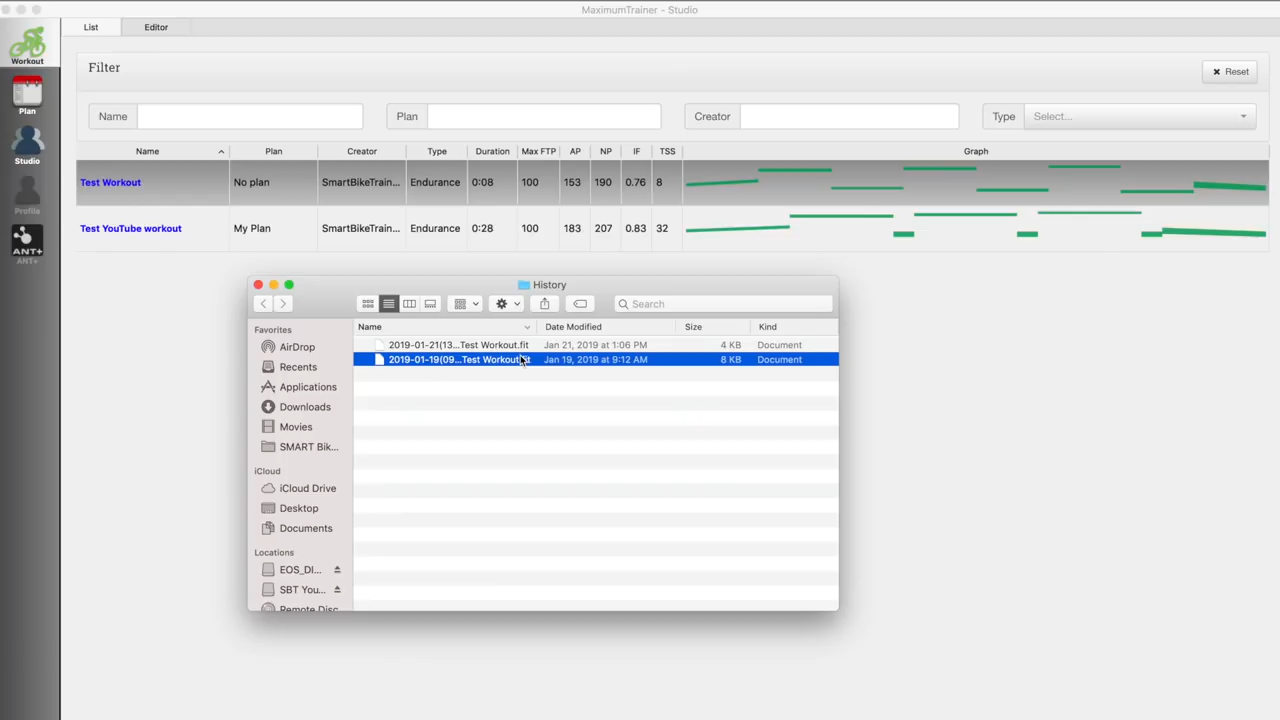 MaximumTrainer - Studio
List Editor
Workout
Plan
Studio
Profile
ANT+
ANT+
Filter
Reset
Name Plan Creator Type Select...
Name Plan Creator Type Duration Max FTP AP NP IF TSS Graph
Test Workout No plan SmartBikeTrain... Endurance 0:08 100 153 190 0.76 8
Test YouTube workout My Plan SmartBikeTrain... Endurance 0:28 100 183 207 0.83 32
History
Search
Favorites
AirDrop
Recents
Applications
Downloads
Movies
SMART Bik...
iCloud
iCloud Drive
Desktop
Documents
Locations
EOS_DI...
SBT You...
Remote Disc
Name Date Modified Size Kind
2019-01-21(13...Test Workout.fit Jan 21, 2019 at 1:06 PM 4 KB Document
2019-01-19(09...Test Workout.fit Jan 19, 2019 at 9:12 AM 8 KB Document